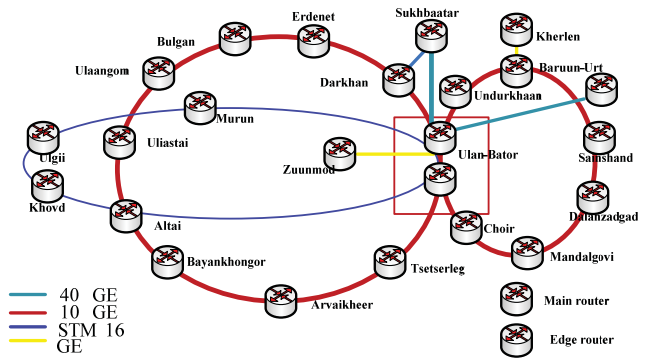 Sukhbaatar
Erdenet
Kherlen
Bulgan
Ulaangom
Darkhan
Baruun-Urt
Undurkhaan
Murun
Ulgii
Uliastai
Ulan-Bator
Sainshand
Zuunmod
Khovd
Dalanzadgad
Altai
Choir
Mandalgovi
Bayankhongor
Tsetserleg
Arvaikheer
40 GE
10 GE
STM 16
GE
Main router
Edge router